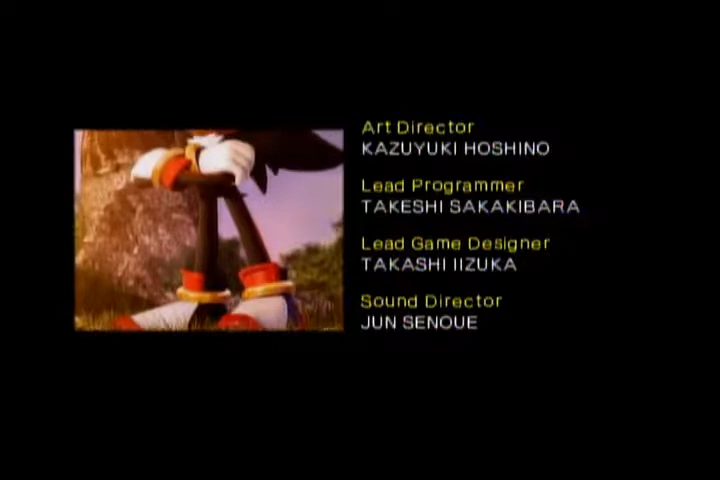 Art Director
KAZUYUKI HOSHINO
Lead Programmer
TAKESHI SAKAKIBARA
Lead Game Designer
TAKASHI IIZUKA
Sound Director
JUN SENOUE